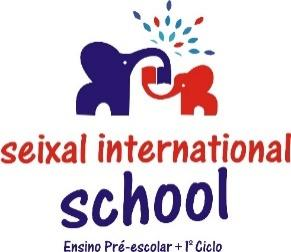 seixal international
school
Ensino Pré-escolar + 1º Ciclo